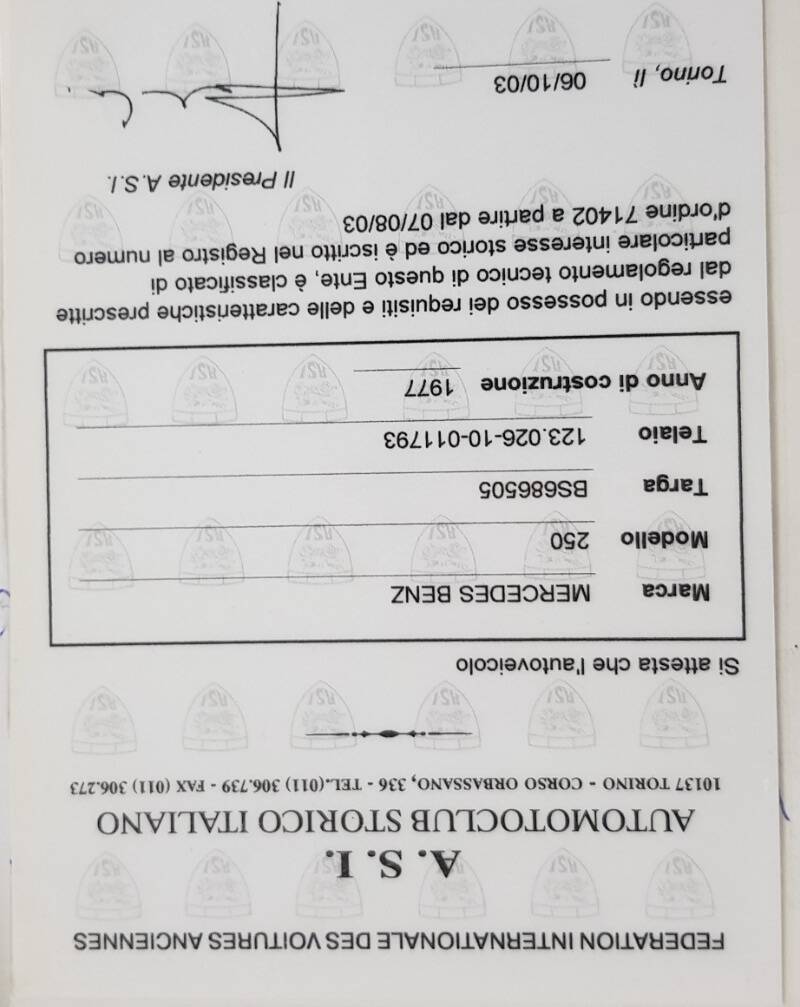 FEDERATION INTERNATIONALE DES VOITURES ANCIENNES
A. S. I.
AUTOMOTOCLUB STORICO ITALIANO
10137 TORINO - CORSO ORBASSANO, 336 - TEL.(011) 306.739 - FAX (011) 306.273
Si attesta che l'autoveicolo
Marca MERCEDES BENZ
Modello 250
Targa BS686505
Telaio 123.026-10-011793
Anno di costruzione 1977
essendo in possesso dei requisiti e delle caratteristiche prescritte
dal regolamento tecnico di questo Ente, è classificato di
particolare interesse storico ed è iscritto nel Registro al numero
d'ordine 71402 a partire dal 07/08/03
Il Presidente A.S.I.
Torino, lì 06/10/03